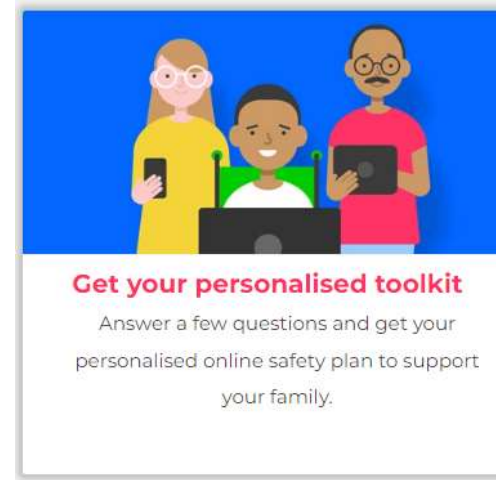 Get your personalised toolkit
Answer a few questions and get your
personalised online safety plan to support
your family.